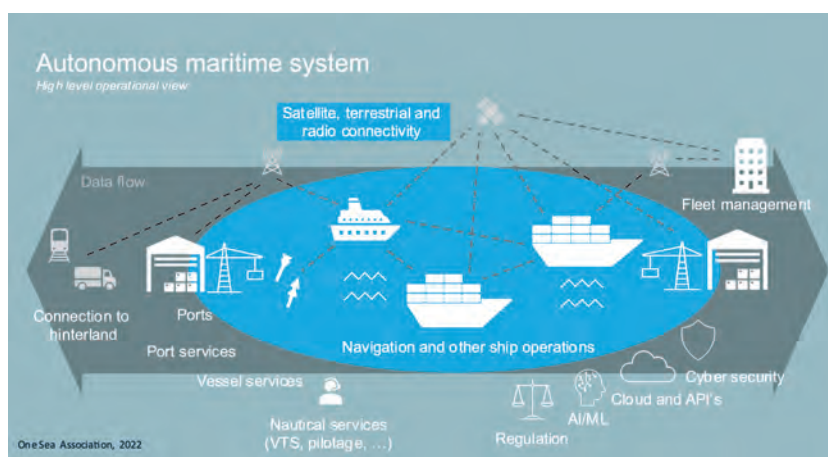 Autonomous maritime system
High level operational view
Satellite, terrestrial and
radio connectivity
Data flow
Fleet management
Connection to
hinterland
Ports
Port services
Navigation and other ship operations
Vessel services
Cyber security
Cloud and API's
AI/ML
Nautical services
(VTS, pilotage, ...)
Regulation
OneSea Association, 2022